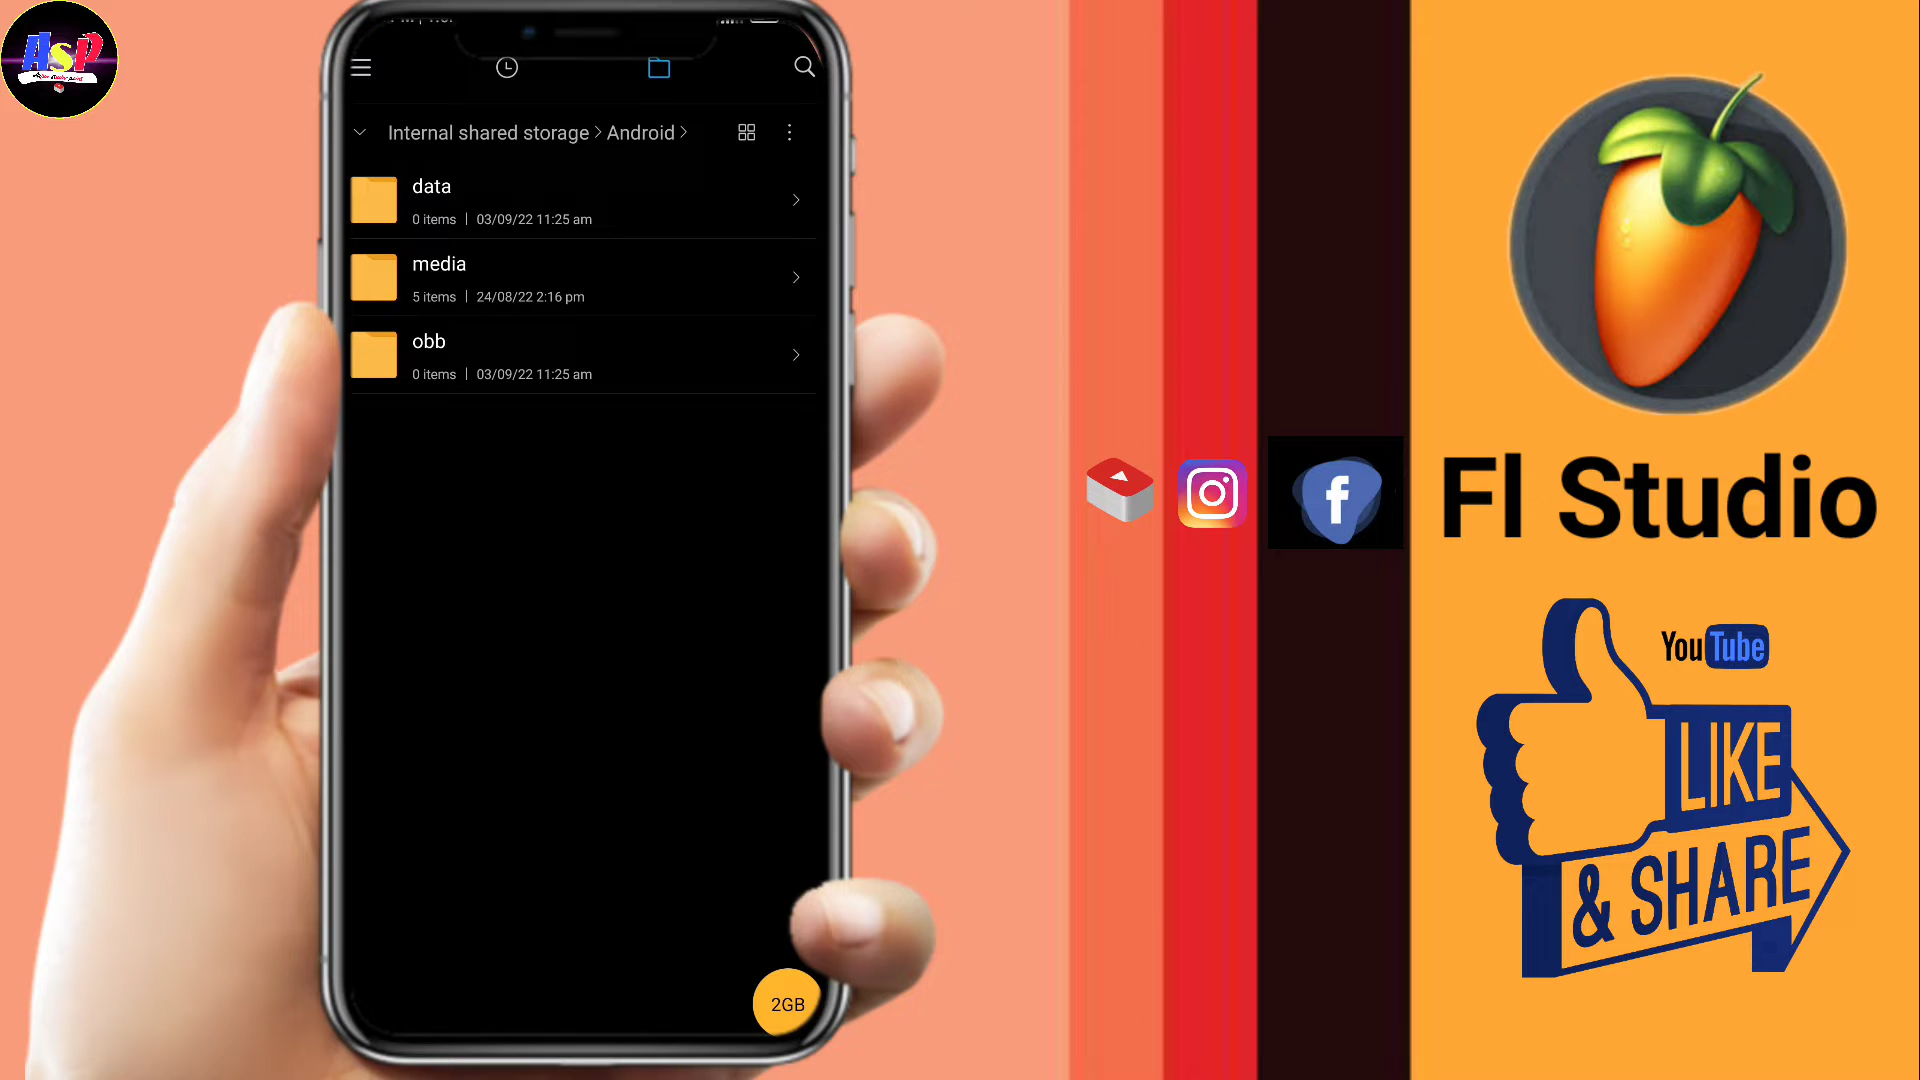 ASP
Internal shared storage > Android >
data
0 items | 03/09/22 11:25 am
media
5 items | 24/08/22 2:16 pm
obb
0 items | 03/09/22 11:25 am
2GB
f
Fl Studio
YouTube
LIKE
& SHARE